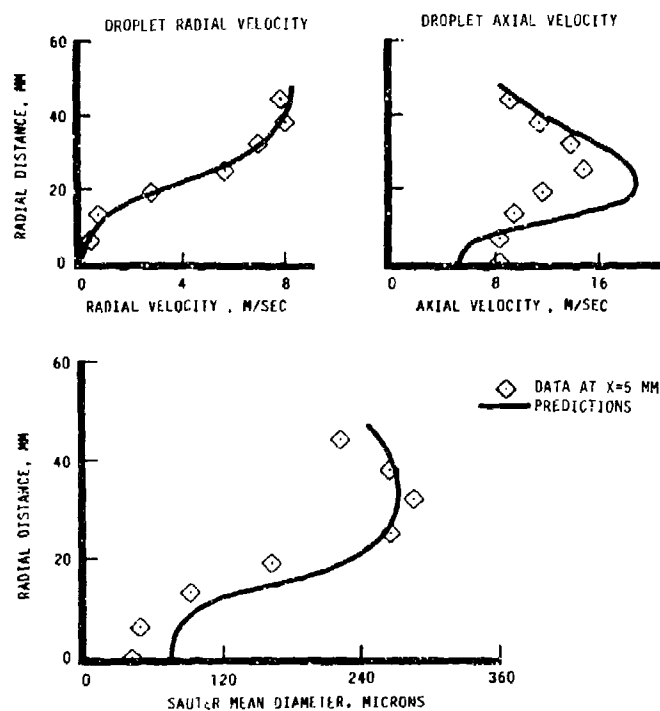 DROPLET RADIAL VELOCITY
60
40
20
0
RADIAL DISTANCE, MM
4
8
RADIAL VELOCITY , M/SEC
DROPLET AXIAL VELOCITY
0
8
16
AXIAL VELOCITY, M/SEC
60
40
20
0
RADIAL DISTANCE, MM
0
120
240
360
SAUTER MEAN DIAMETER, MICRONS
DATA AT X=5 MM
PREDICTIONS